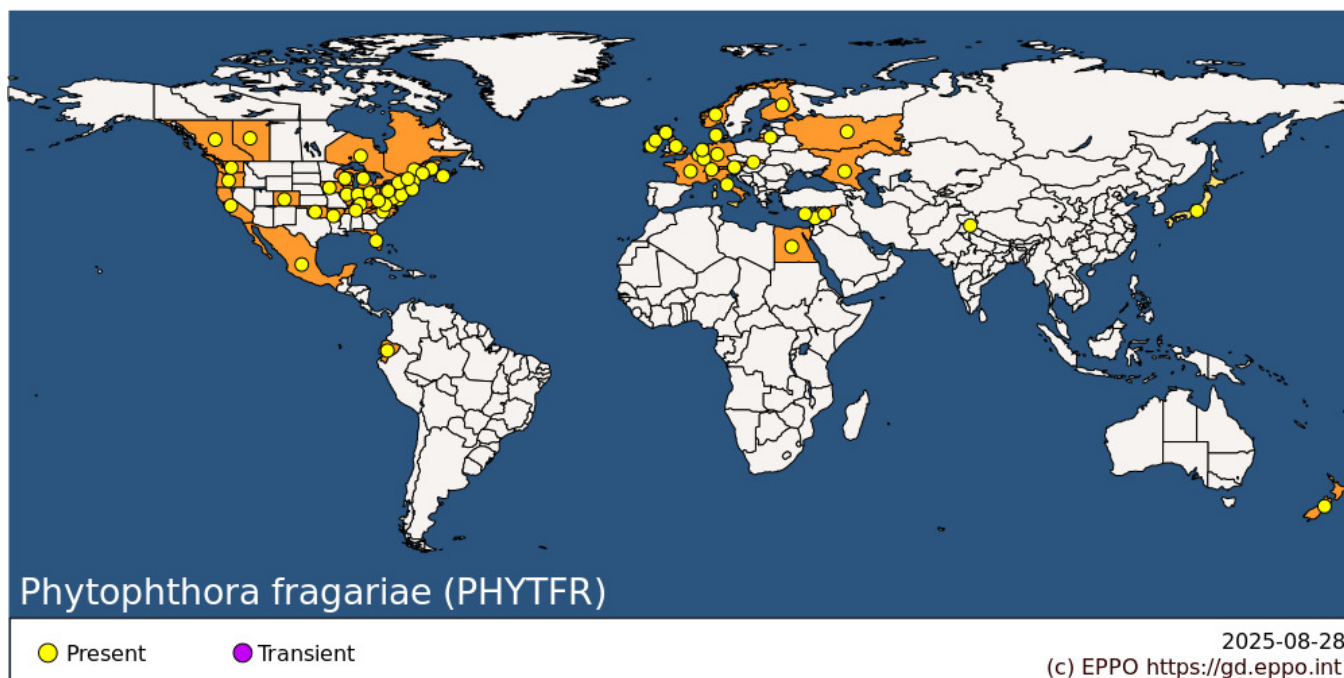 Phytophthora fragariae (PHYTFR)
Present
Transient
2025-08-28
(c) EPPO https://gd.eppo.int